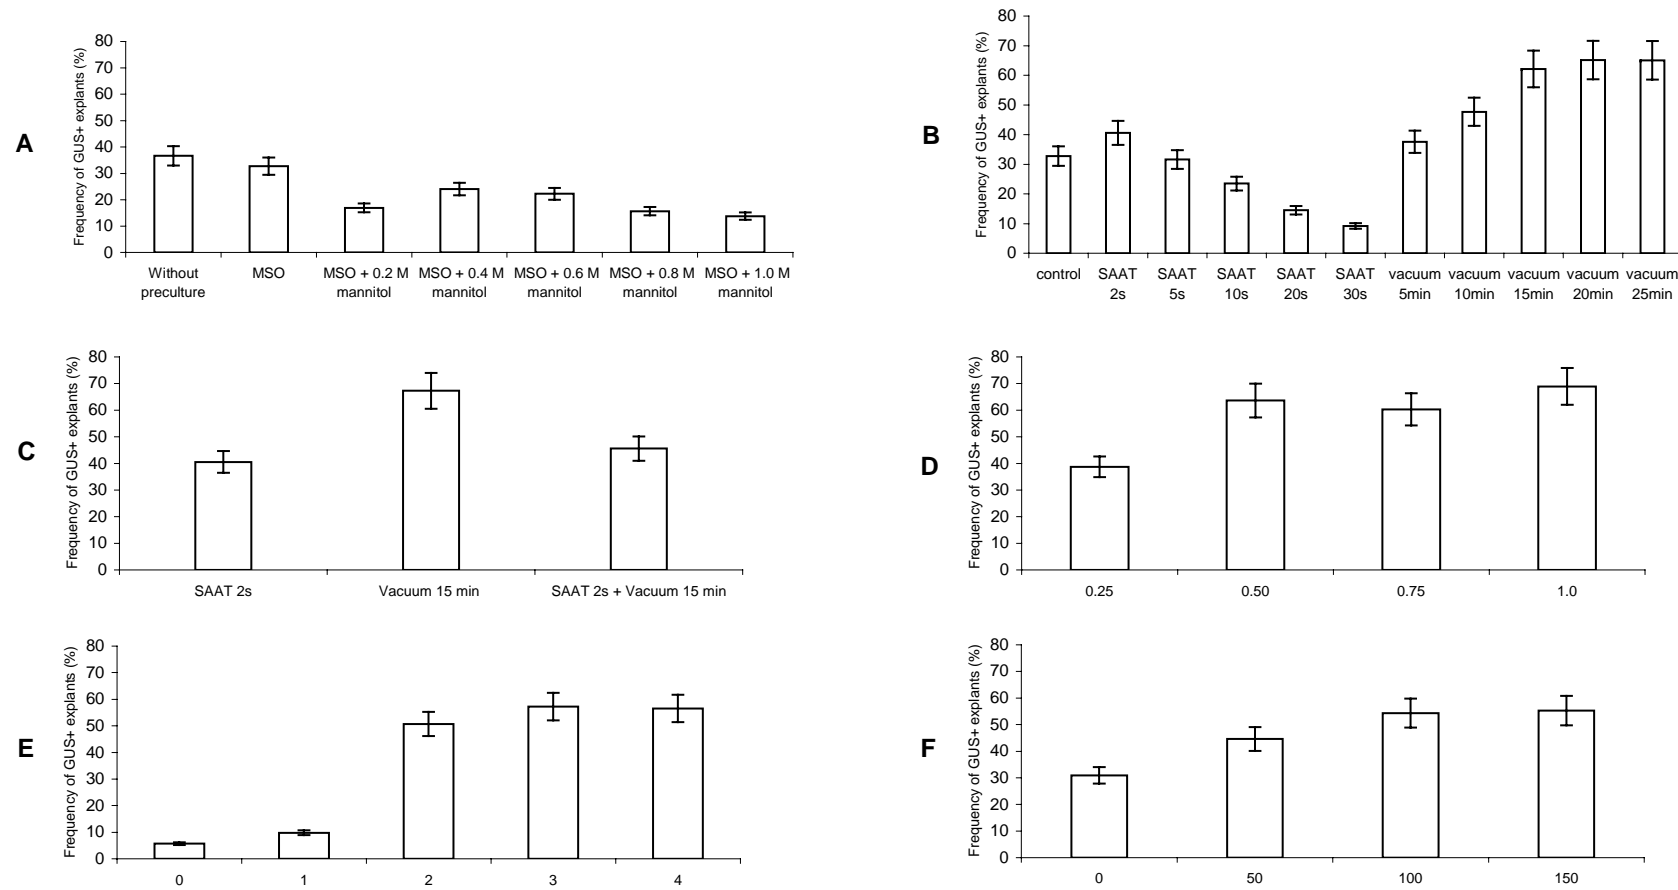 A
Frequency of GUS+ explants (%)
80
70
60
50
40
30
20
10
0
Without preculture
MSO
MSO + 0.2 M mannitol
MSO + 0.4 M mannitol
MSO + 0.6 M mannitol
MSO + 0.8 M mannitol
MSO + 1.0 M mannitol
B
Frequency of GUS+ explants (%)
80
70
60
50
40
30
20
10
0
control
SAAT 2s
SAAT 5s
SAAT 10s
SAAT 20s
SAAT 30s
vacuum 5min
vacuum 10min
vacuum 15min
vacuum 20min
vacuum 25min
C
Frequency of GUS+ explants (%)
80
70
60
50
40
30
20
10
0
SAAT 2s
Vacuum 15 min
SAAT 2s + Vacuum 15 min
D
Frequency of GUS+ explants (%)
80
70
60
50
40
30
20
10
0
0.25
0.50
0.75
1.0
E
Frequency of GUS+ explants (%)
80
70
60
50
40
30
20
10
0
0
1
2
3
4
F
Frequency of GUS+ explants (%)
80
70
60
50
40
30
20
10
0
0
50
100
150